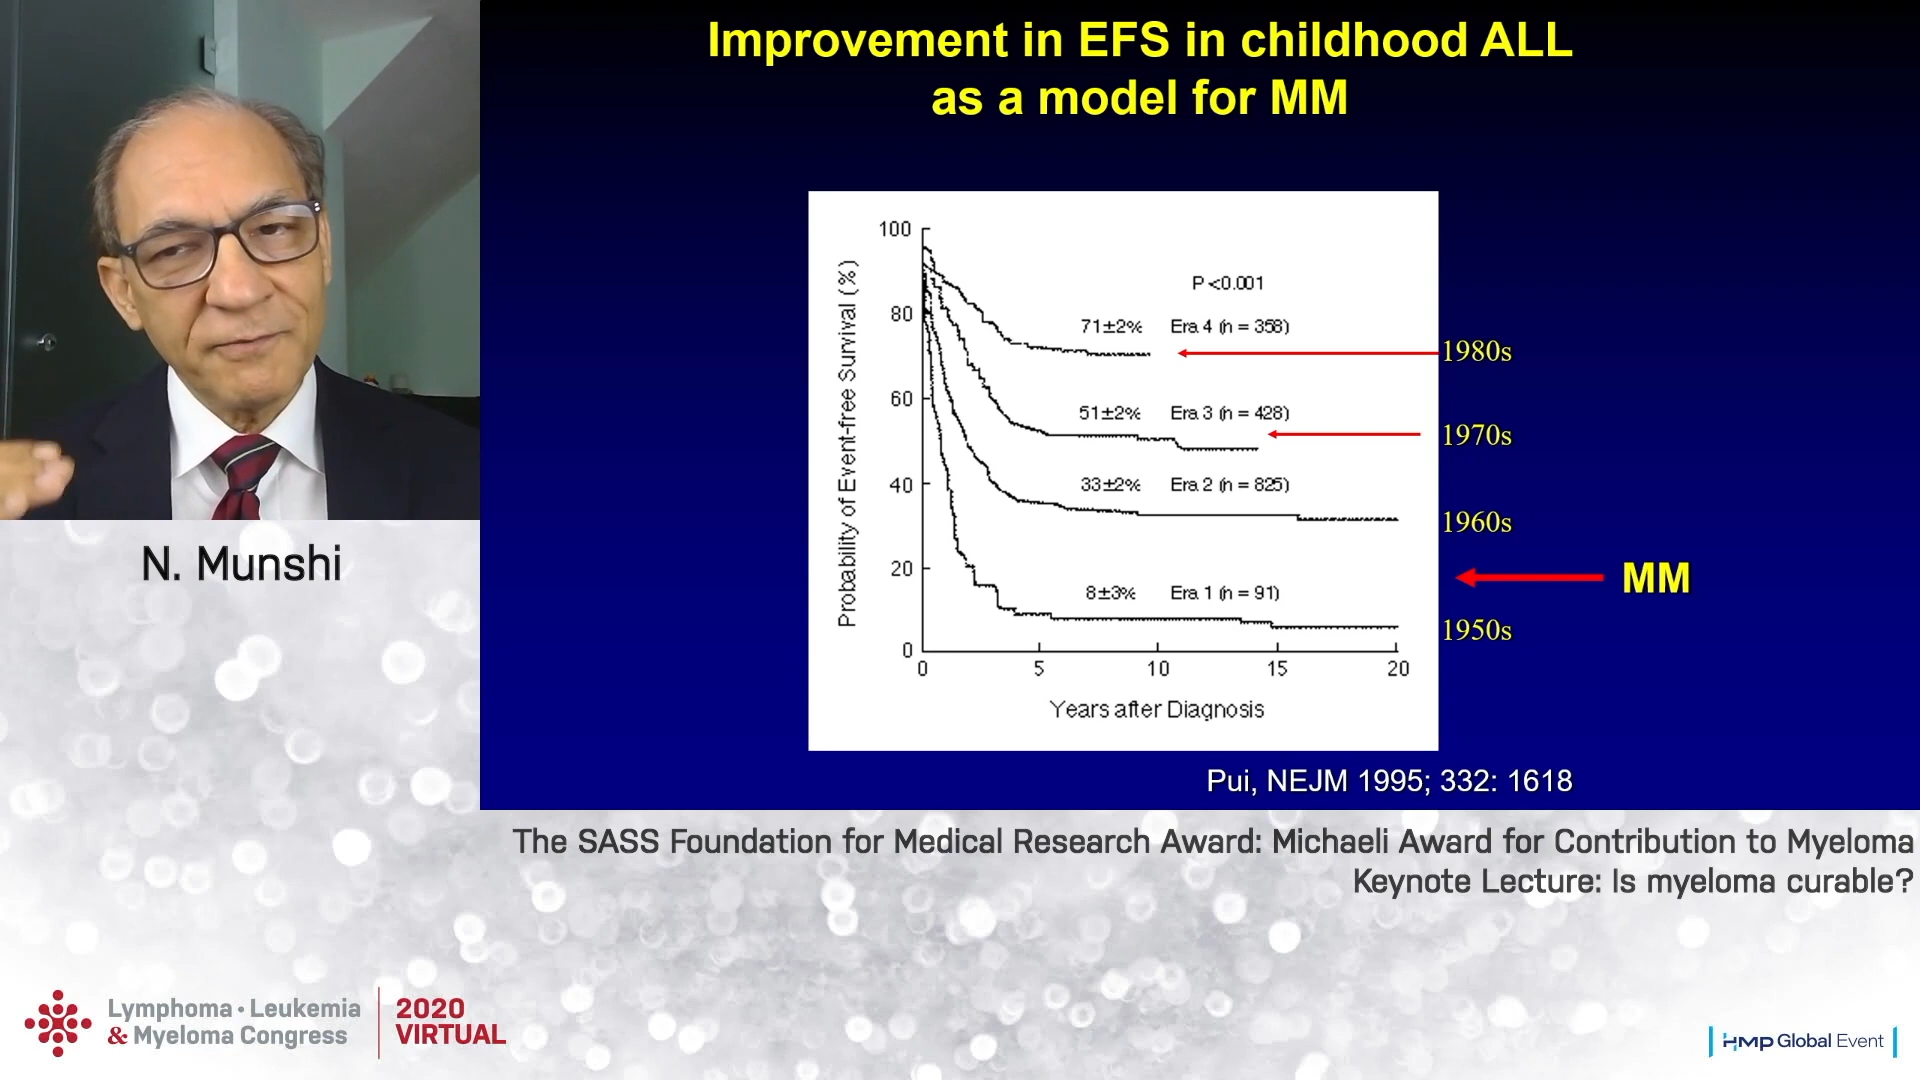 Improvement in EFS in childhood ALL
as a model for MM
100
80
60
40
20
0
Probability of Event-free Survival (%)
P <0.001
71±2% Era 4 (n = 358)
51±2% Era 3 (n = 428)
33±2% Era 2 (n = 825)
8±3% Era 1 (n = 91)
0 5 10 15 20
Years after Diagnosis
1980s
1970s
1960s
MM
1950s
Pui, NEJM 1995; 332: 1618
N. Munshi
The SASS Foundation for Medical Research Award: Michaeli Award for Contribution to Myeloma
Keynote Lecture: Is myeloma curable?
Lymphoma • Leukemia
& Myeloma Congress
2020
VIRTUAL
HMP Global Event